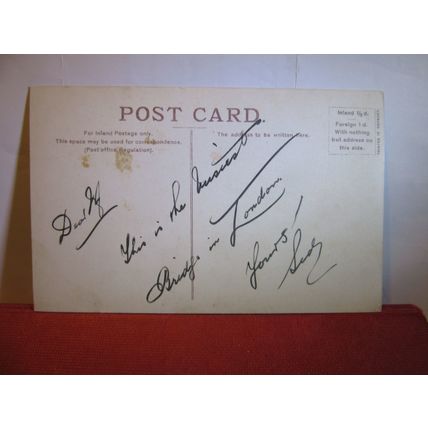 POST CARD.
For Inland Postage only.
This space may be used for correspondence.
(Post office Regulation).
The address to be written here.
Inland ½d.
Foreign 1d.
With nothing
but address on
this side.
Dear
This is the
Bridge in London.
Yours